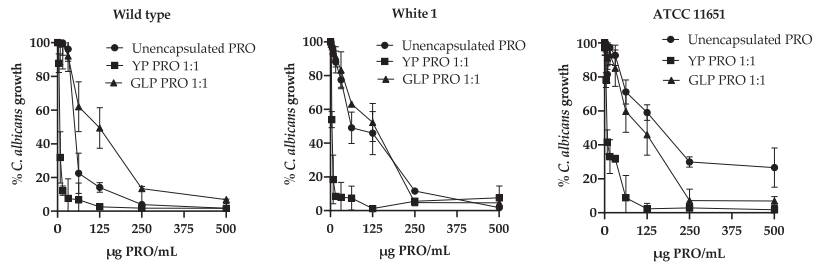 Wild type
% C. albicans growth
100
80
60
40
20
0
Unencapsulated PRO
YP PRO 1:1
GLP PRO 1:1
0 125 250 375 500
µg PRO/mL
White 1
% C. albicans growth
100
80
60
40
20
0
Unencapsulated PRO
YP PRO 1:1
GLP PRO 1:1
0 125 250 375 500
µg PRO/mL
ATCC 11651
% C. albicans growth
100
80
60
40
20
0
Unencapsulated PRO
YP PRO 1:1
GLP PRO 1:1
0 125 250 375 500
µg PRO/mL